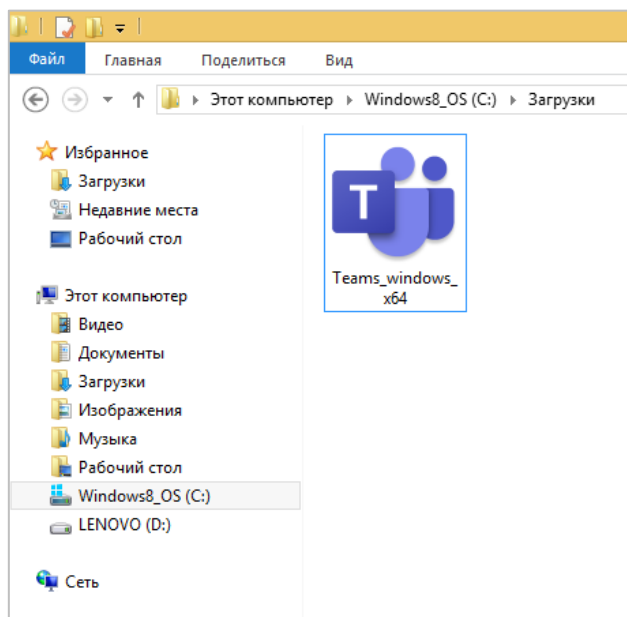 Файл Главная Поделиться Вид
Этот компьютер Windows8_OS (C:) Загрузки
Избранное
Загрузки
Недавние места
Рабочий стол
Этот компьютер
Видео
Документы
Загрузки
Изображения
Музыка
Рабочий стол
Windows8_OS (C:)
LENOVO (D:)
Сеть
T
Teams_windows_
x64